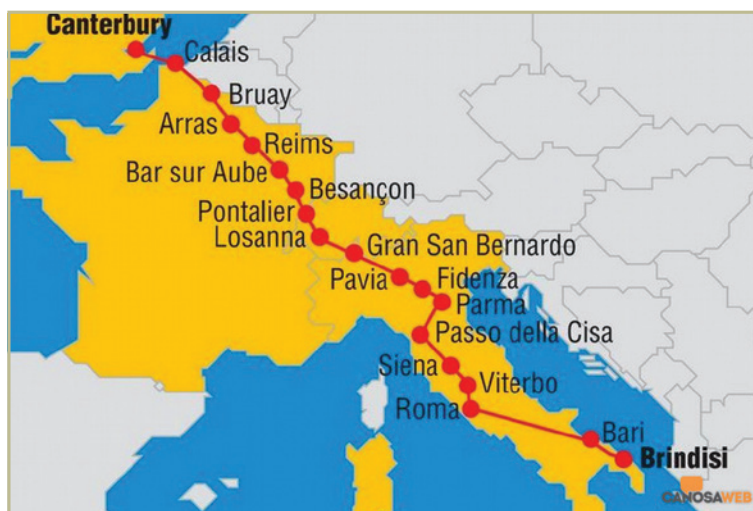 Canterbury
Calais
Bruay
Arras
Reims
Bar sur Aube
Besançon
Pontalier
Losanna
Gran San Bernardo
Pavia
Fidenza
Parma
Passo della Cisa
Siena
Viterbo
Roma
Bari
Brindisi
CANOSAWEB